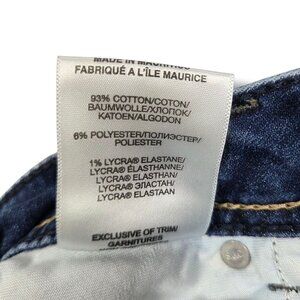 MADE IN MAURITIUS
FABRIQUÉ A L'ÎLE MAURICE
93% COTTON/COTON/
BAUMWOLLE/ХЛОПОК/
KATOEN/ALGODON
6% POLYESTER/ПОЛИЭСТЕР/
POLIESTER
1% LYCRA® ELASTANE/
LYCRA® ÉLASTHANNE/
LYCRA® ELASTHAN/
LYCRA® ЭЛАСТАН/
LYCRA® ELASTAAN
EXCLUSIVE OF TRIM/
GARNITURES